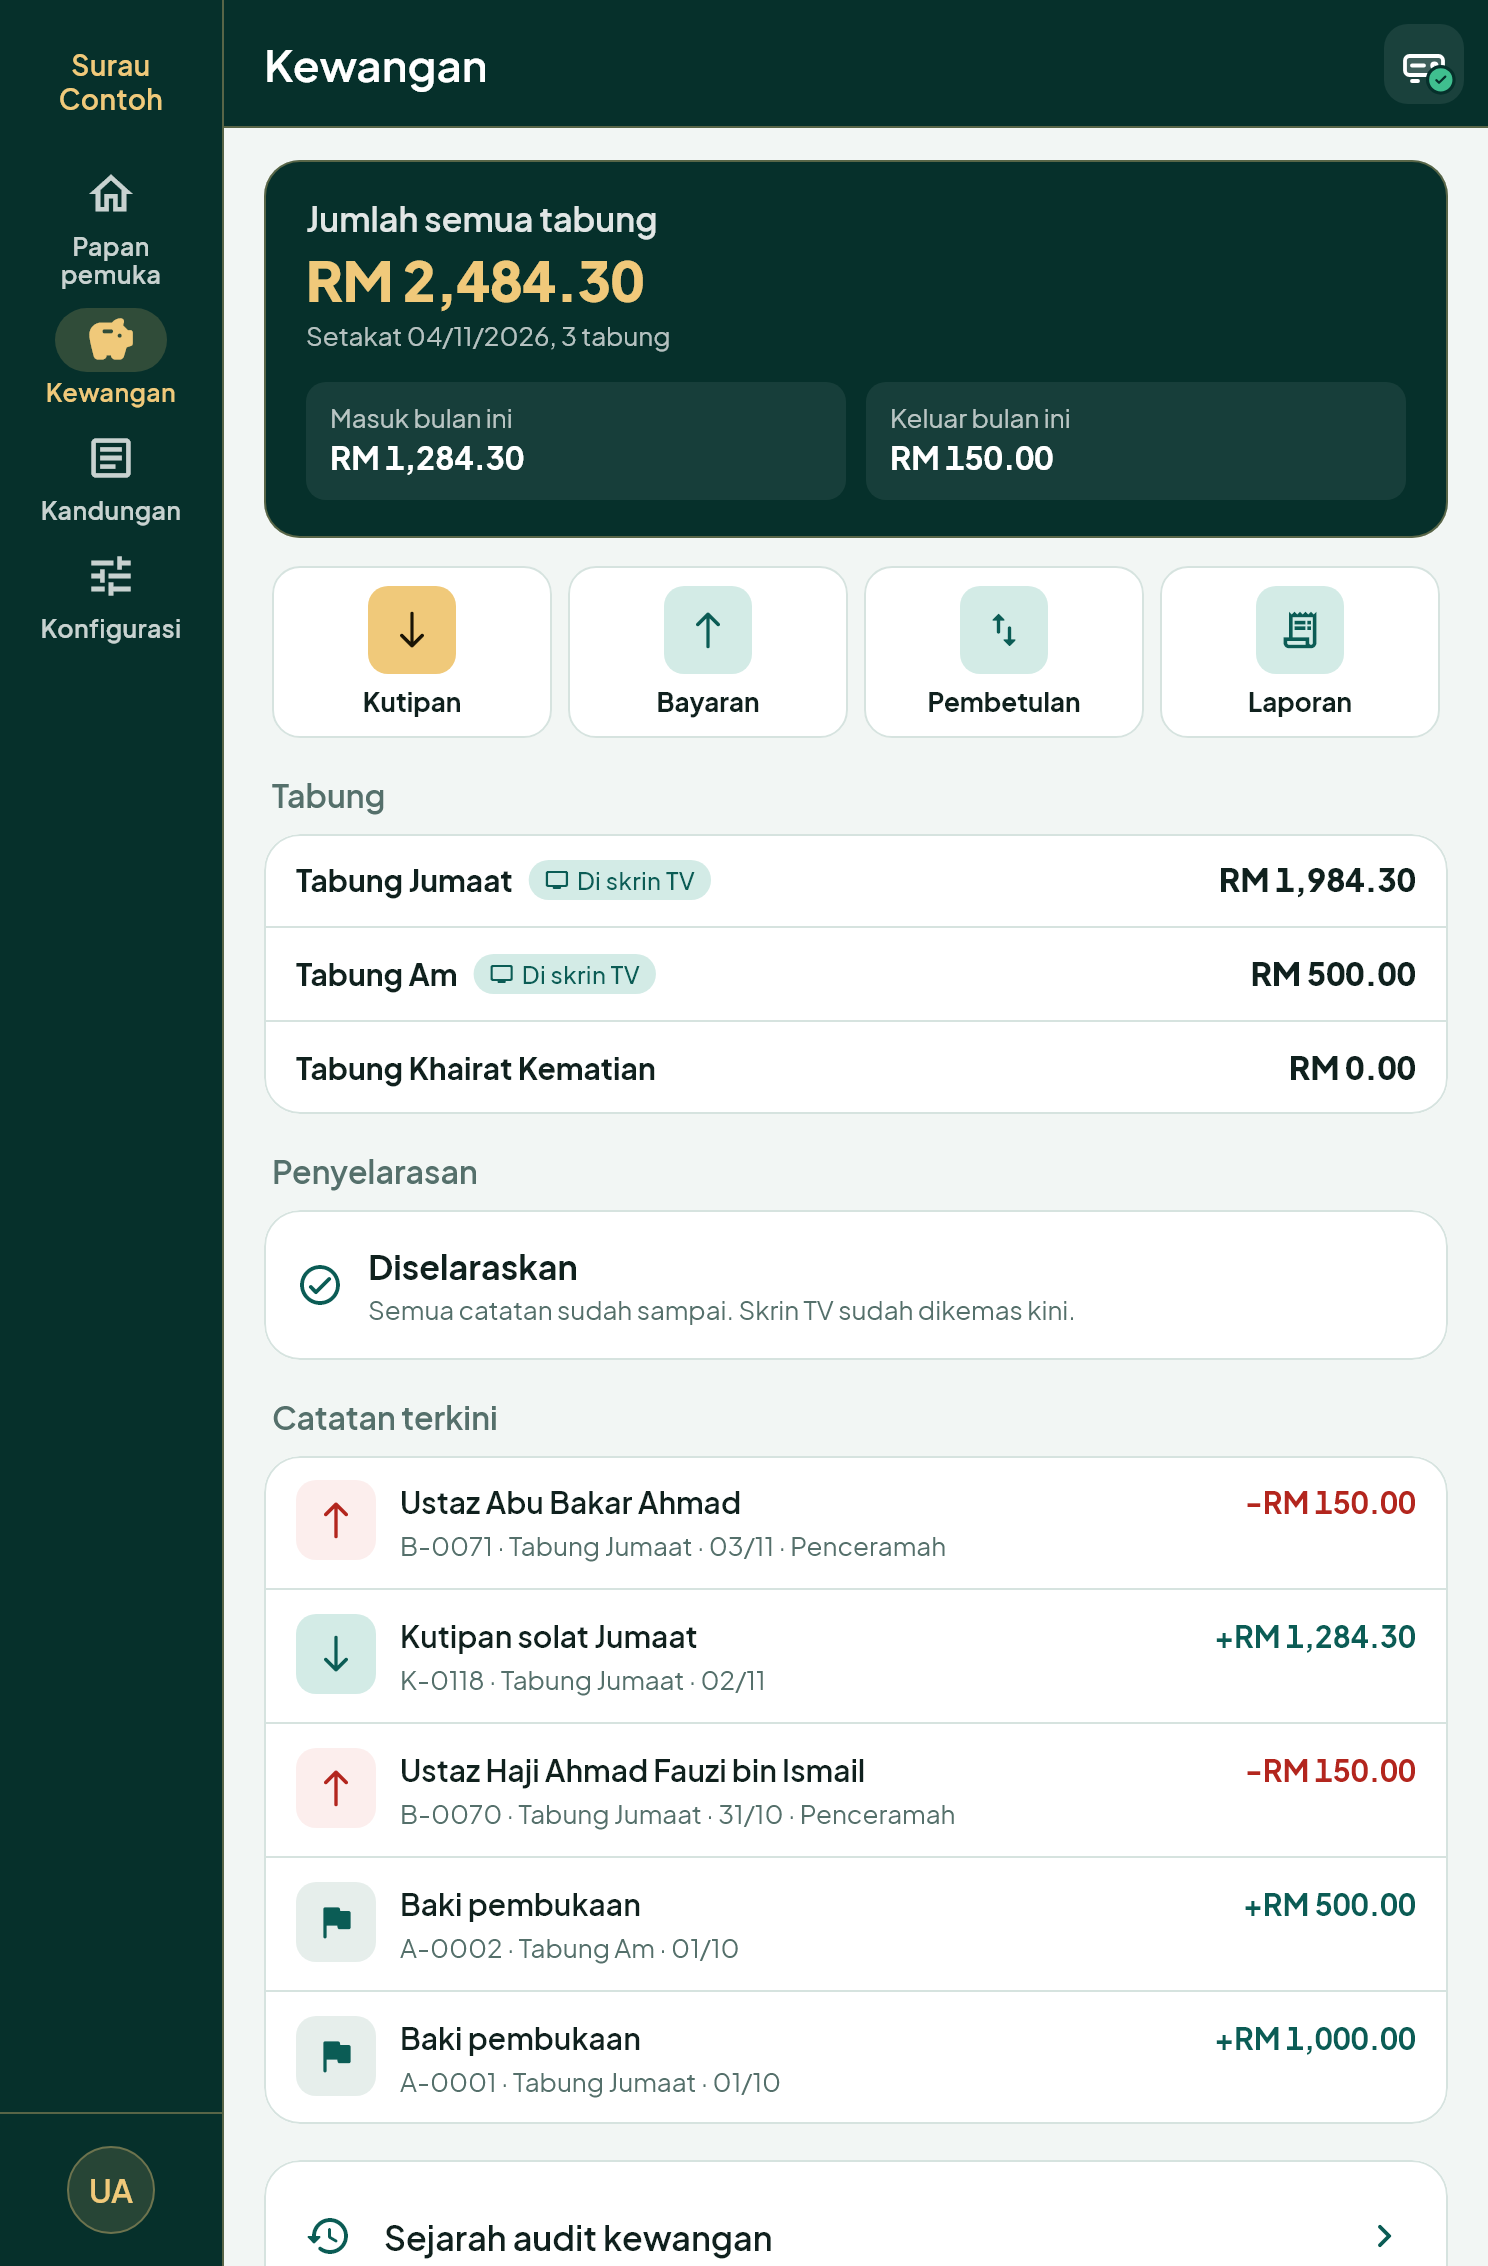 Surau
Contoh
Papan
pemuka
Kewangan
Kandungan
Konfigurasi
UA
Kewangan
Jumlah semua tabung
RM 2,484.30
Setakat 04/11/2026, 3 tabung
Masuk bulan ini
RM 1,284.30
Keluar bulan ini
RM 150.00
Kutipan
Bayaran
Pembetulan
Laporan
Tabung
Tabung Jumaat Di skrin TV RM 1,984.30
Tabung Am Di skrin TV RM 500.00
Tabung Khairat Kematian RM 0.00
Penyelarasan
Diselaraskan
Semua catatan sudah sampai. Skrin TV sudah dikemas kini.
Catatan terkini
Ustaz Abu Bakar Ahmad -RM 150.00
B-0071 · Tabung Jumaat · 03/11 · Penceramah
Kutipan solat Jumaat +RM 1,284.30
K-0118 · Tabung Jumaat · 02/11
Ustaz Haji Ahmad Fauzi bin Ismail -RM 150.00
B-0070 · Tabung Jumaat · 31/10 · Penceramah
Baki pembukaan +RM 500.00
A-0002 · Tabung Am · 01/10
Baki pembukaan +RM 1,000.00
A-0001 · Tabung Jumaat · 01/10
Sejarah audit kewangan